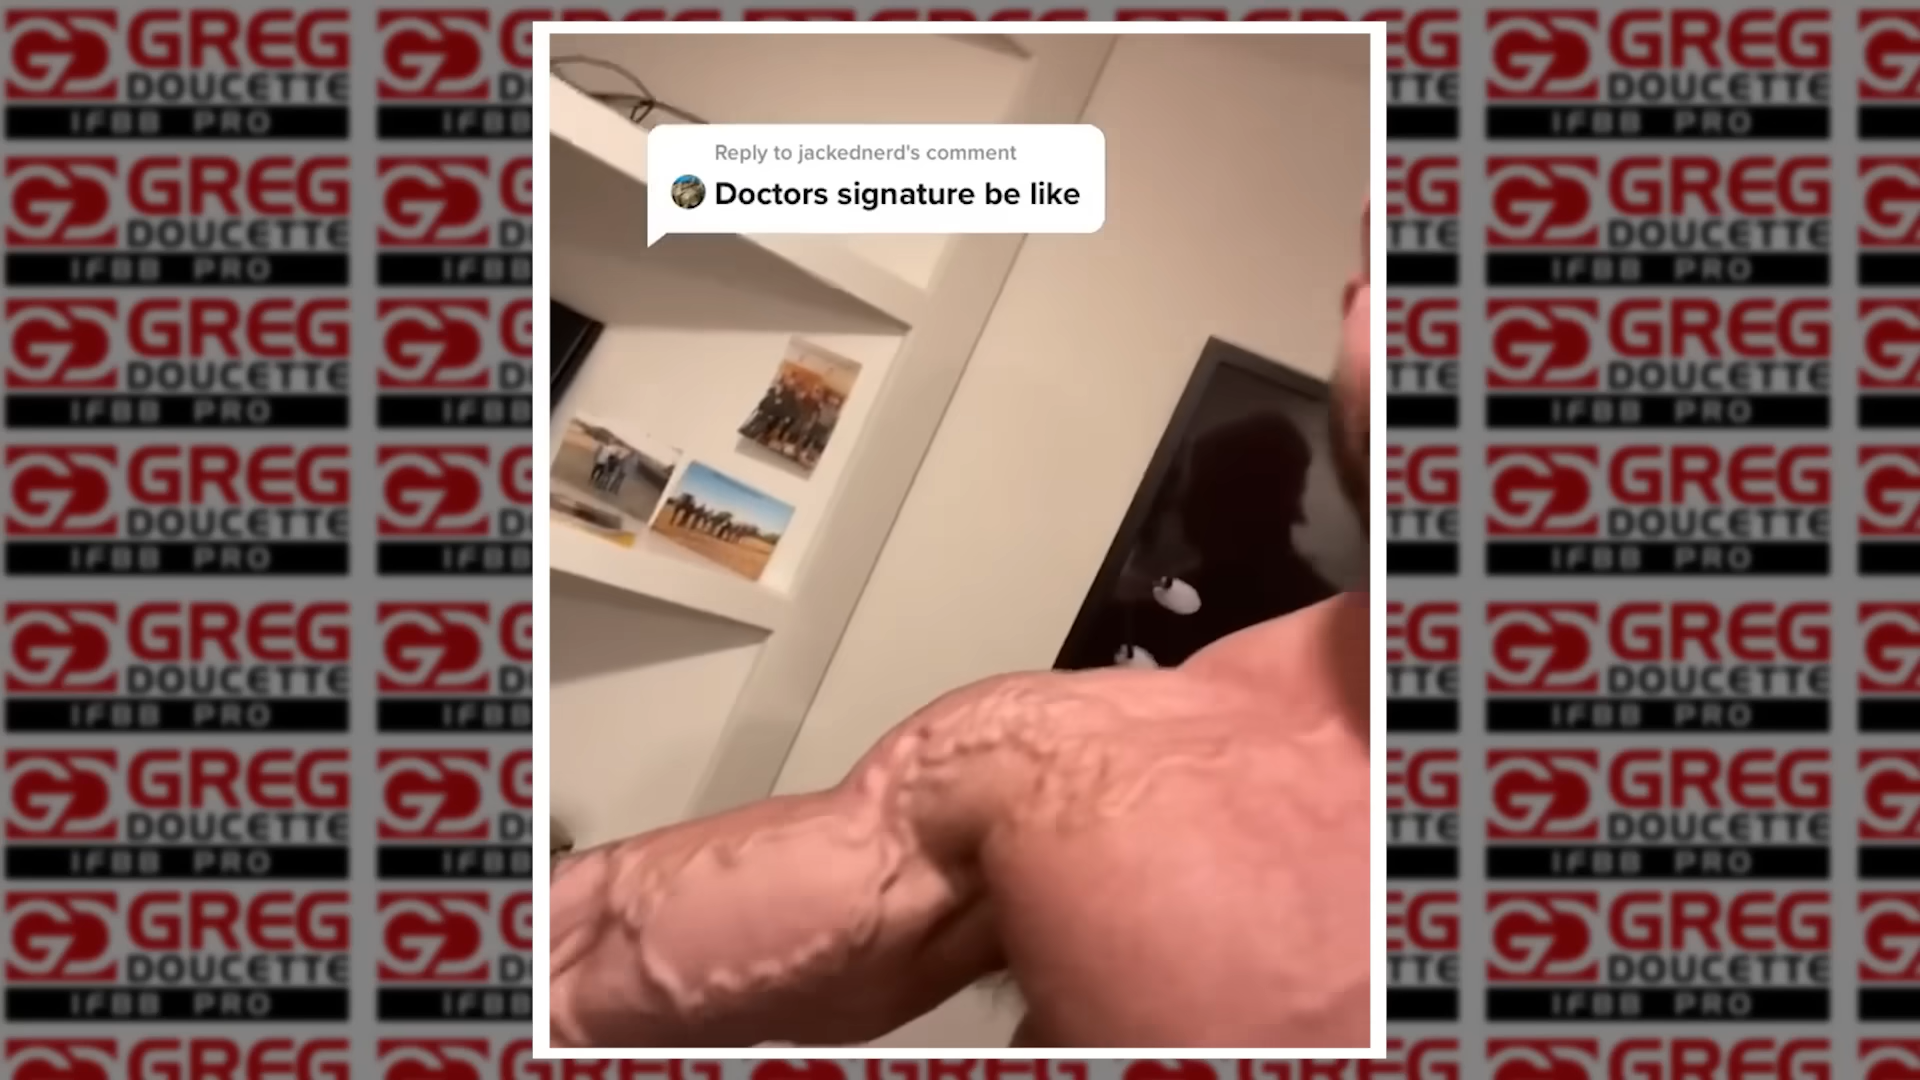 Reply to jackednerd's comment
Doctors signature be like
GREG
DOUCETTE
IFBB PRO